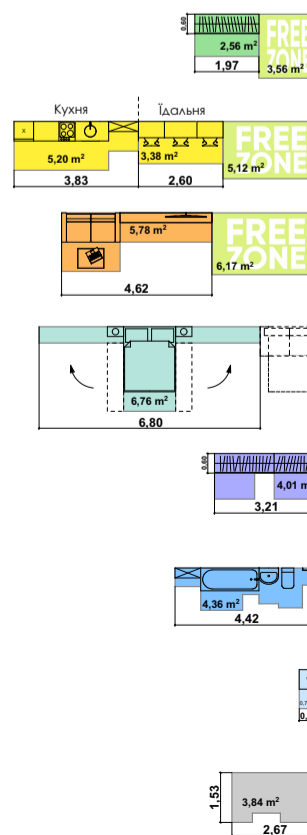 0,60
2,56 m²
FREE
ZONE
3,56 m²
1,97
Кухня
Їдальня
x
5,20 m²
3,38 m²
FREE
ZONE
5,12 m²
3,83
2,60
5,78 m²
FREE
ZONE
6,17 m²
4,62
6,76 m²
6,80
0,60
4,01 m
3,21
4,36 m²
4,42
1,53
3,84 m²
2,67